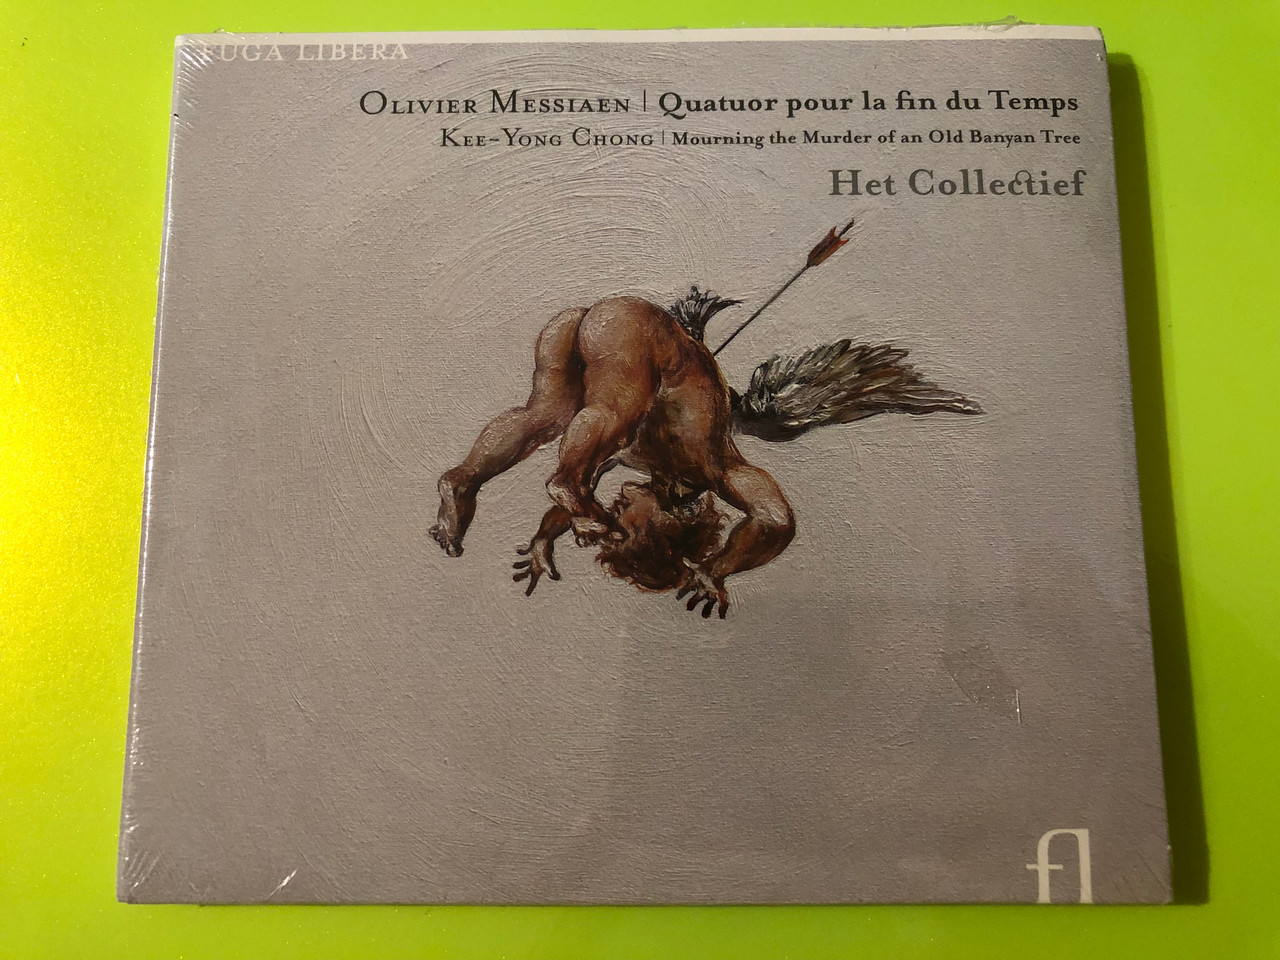 FUGA LIBERA
OLIVIER MESSIAEN | Quatuor pour la fin du Temps
KEE-YONG CHONG | Mourning the Murder of an Old Banyan Tree
Het Collectief
fl